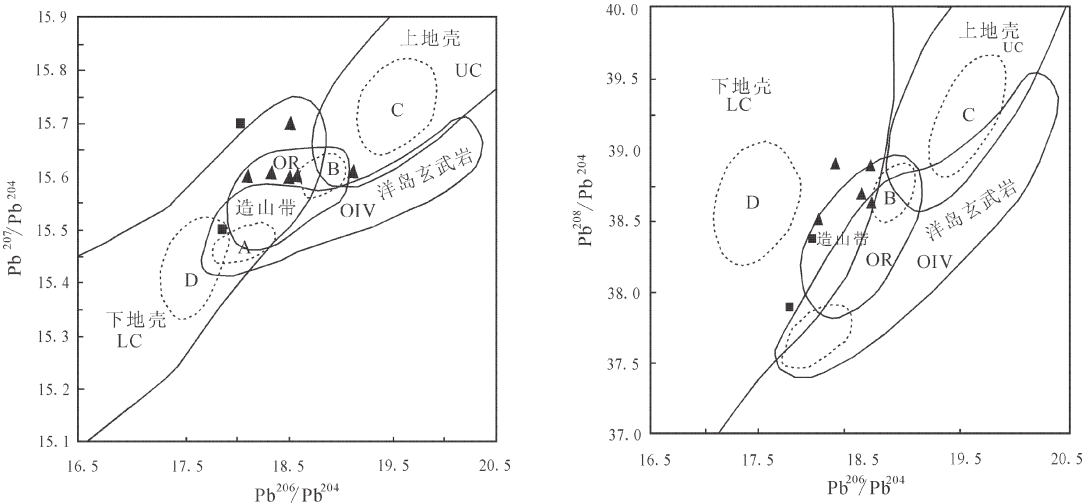 15.9
15.8
15.7
15.6
15.5
15.4
15.3
15.2
15.1
Pb²⁰⁷/Pb²⁰⁴
上地壳
UC
C
OR
B
造山带
洋岛玄武岩
OIV
A
D
下地壳
LC
16.5
17.5
18.5
19.5
20.5
Pb²⁰⁶/Pb²⁰⁴
40.0
39.5
39.0
38.5
38.0
37.5
37.0
Pb²⁰⁸/Pb²⁰⁴
上地壳
UC
下地壳
LC
C
D
B
洋岛玄武岩
造山带
OR
OIV
16.5
17.5
18.5
19.5
20.5
Pb²⁰⁶/Pb²⁰⁴